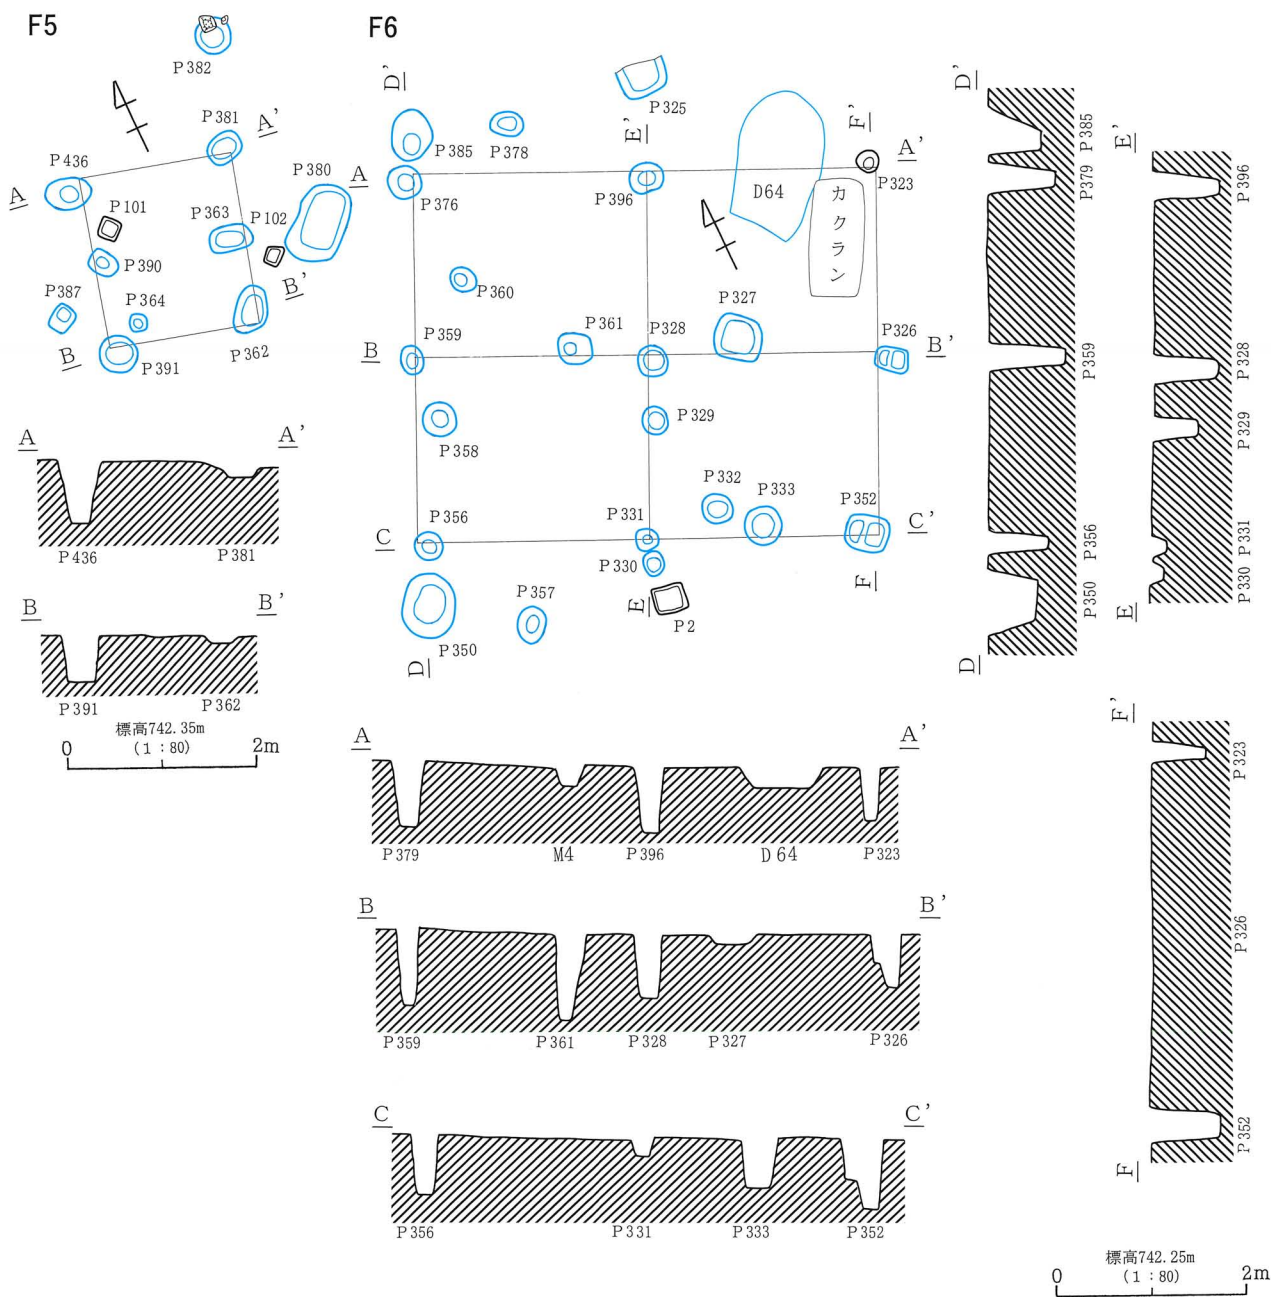 F5
P382
P381
A'
P436
A
P380
P101
P363
P102
P390
B'
P387
P364
B
P391
P362
A
A'
P436
P381
B
B'
P391
P362
標高742.35m
(1:80)
0
2m
F6
D'
P325
E'
F'
P385
P378
A'
A
P376
P396
D64
P323
カクラン
P360
P327
P359
P361
P328
P326
B
B'
P329
P358
P332
P333
P352
P356
P331
C
C'
P330
P357
E
F
P2
P350
D
A
A'
P379
M4
P396
D64
P323
B
B'
P359
P361
P328
P327
P326
C
C'
P356
P331
P333
P352
D'
P385
P379
P359
P356
P350
D
E'
P396
P328
P329
P331
P330
E
F'
P323
P326
P352
F
標高742.25m
(1:80)
0
2m